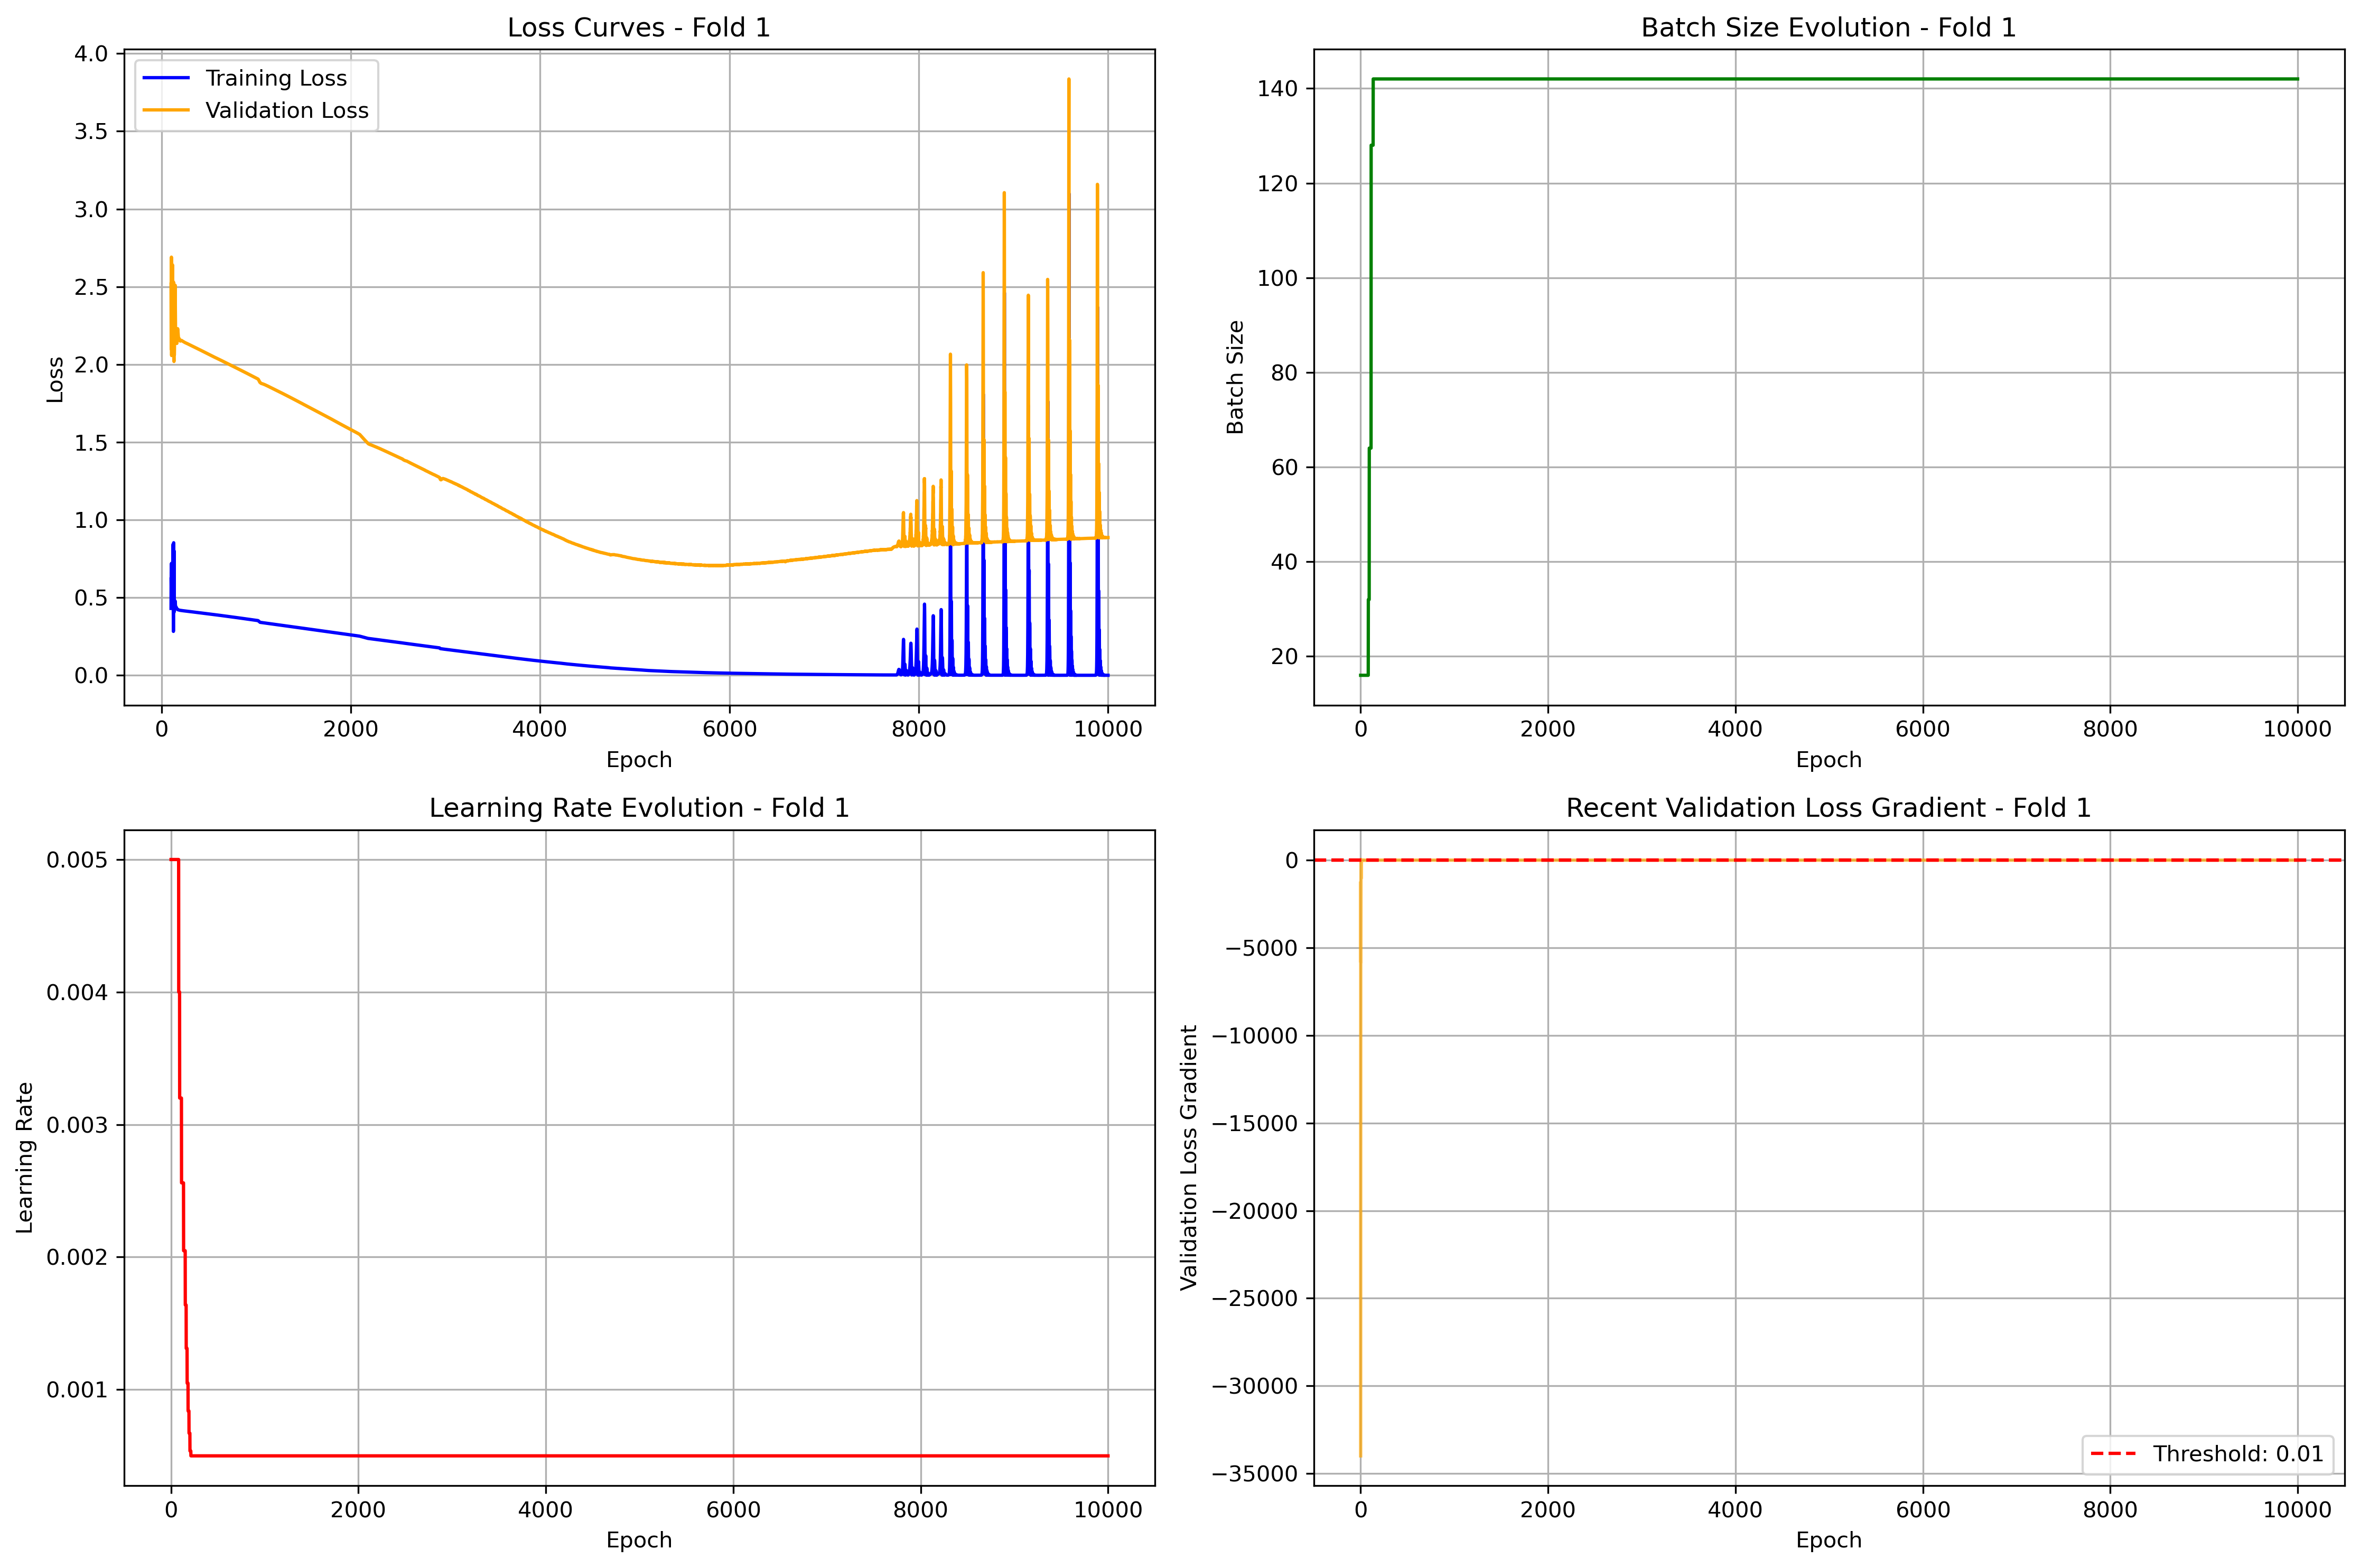 Loss Curves - Fold 1
Training Loss
Validation Loss
4.0
3.5
3.0
2.5
2.0
1.5
1.0
0.5
0.0
Loss
0 2000 4000 6000 8000 10000
Epoch
Batch Size Evolution - Fold 1
140
120
100
80
60
40
20
Batch Size
0 2000 4000 6000 8000 10000
Epoch
Learning Rate Evolution - Fold 1
0.005
0.004
0.003
0.002
0.001
Learning Rate
0 2000 4000 6000 8000 10000
Epoch
Recent Validation Loss Gradient - Fold 1
0
−5000
−10000
−15000
−20000
−25000
−30000
−35000
Validation Loss Gradient
Threshold: 0.01
0 2000 4000 6000 8000 10000
Epoch